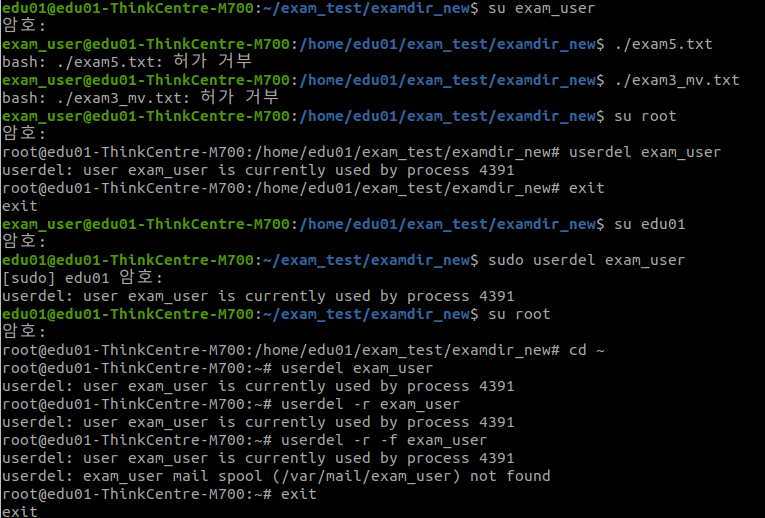 edu01@edu01-ThinkCentre-M700:~/exam_test/examdir_new$ su exam_user
암호:
exam_user@edu01-ThinkCentre-M700:/home/edu01/exam_test/examdir_new$ ./exam5.txt
bash: ./exam5.txt: 허가 거부
exam_user@edu01-ThinkCentre-M700:/home/edu01/exam_test/examdir_new$ ./exam3_mv.txt
bash: ./exam3_mv.txt: 허가 거부
exam_user@edu01-ThinkCentre-M700:/home/edu01/exam_test/examdir_new$ su root
암호:
root@edu01-ThinkCentre-M700:/home/edu01/exam_test/examdir_new# userdel exam_user
userdel: user exam_user is currently used by process 4391
root@edu01-ThinkCentre-M700:/home/edu01/exam_test/examdir_new# exit
exit
exam_user@edu01-ThinkCentre-M700:/home/edu01/exam_test/examdir_new$ su edu01
암호:
edu01@edu01-ThinkCentre-M700:~/exam_test/examdir_new$ sudo userdel exam_user
[sudo] edu01 암호:
userdel: user exam_user is currently used by process 4391
edu01@edu01-ThinkCentre-M700:~/exam_test/examdir_new$ su root
암호:
root@edu01-ThinkCentre-M700:/home/edu01/exam_test/examdir_new# cd ~
root@edu01-ThinkCentre-M700:~# userdel exam_user
userdel: user exam_user is currently used by process 4391
root@edu01-ThinkCentre-M700:~# userdel -r exam_user
userdel: user exam_user is currently used by process 4391
root@edu01-ThinkCentre-M700:~# userdel -r -f exam_user
userdel: user exam_user is currently used by process 4391
userdel: exam_user mail spool (/var/mail/exam_user) not found
root@edu01-ThinkCentre-M700:~# exit
exit